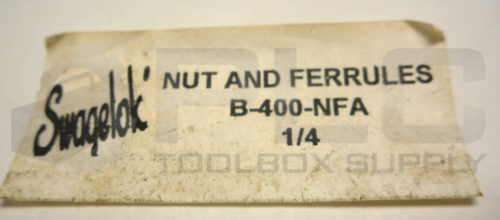 Swagelok
NUT AND FERRULES
B-400-NFA
1/4
PLC
TOOLBOX SUPPLY